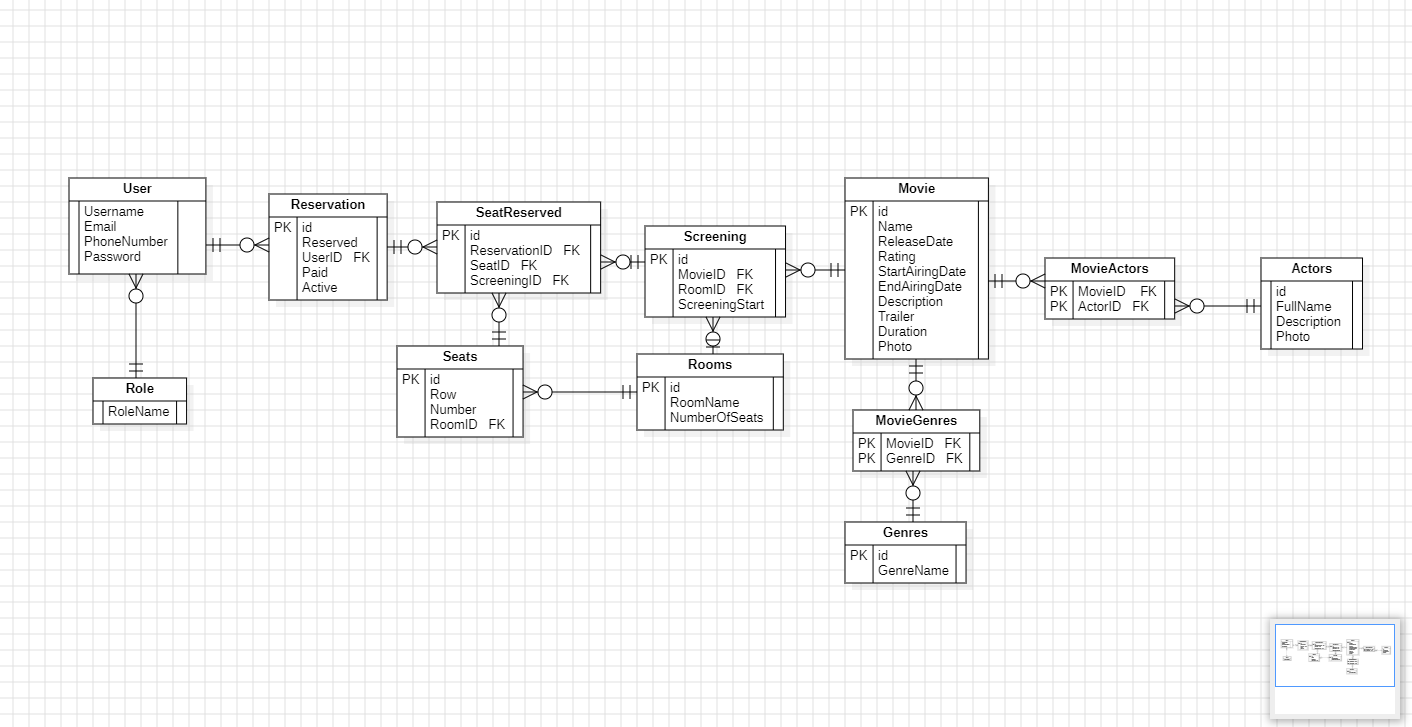 User
Username
Email
PhoneNumber
Password
Role
RoleName
Reservation
PK id
Reserved
UserID FK
Paid
Active
SeatReserved
PK id
ReservationID FK
SeatID FK
ScreeningID FK
Seats
PK id
Row
Number
RoomID FK
Screening
PK id
MovieID FK
RoomID FK
ScreeningStart
Rooms
PK id
RoomName
NumberOfSeats
Movie
PK id
Name
ReleaseDate
Rating
StartAiringDate
EndAiringDate
Description
Trailer
Duration
Photo
MovieGenres
PK MovieID FK
PK GenreID FK
Genres
PK id
GenreName
MovieActors
PK MovieID FK
PK ActorID FK
Actors
id
FullName
Description
Photo